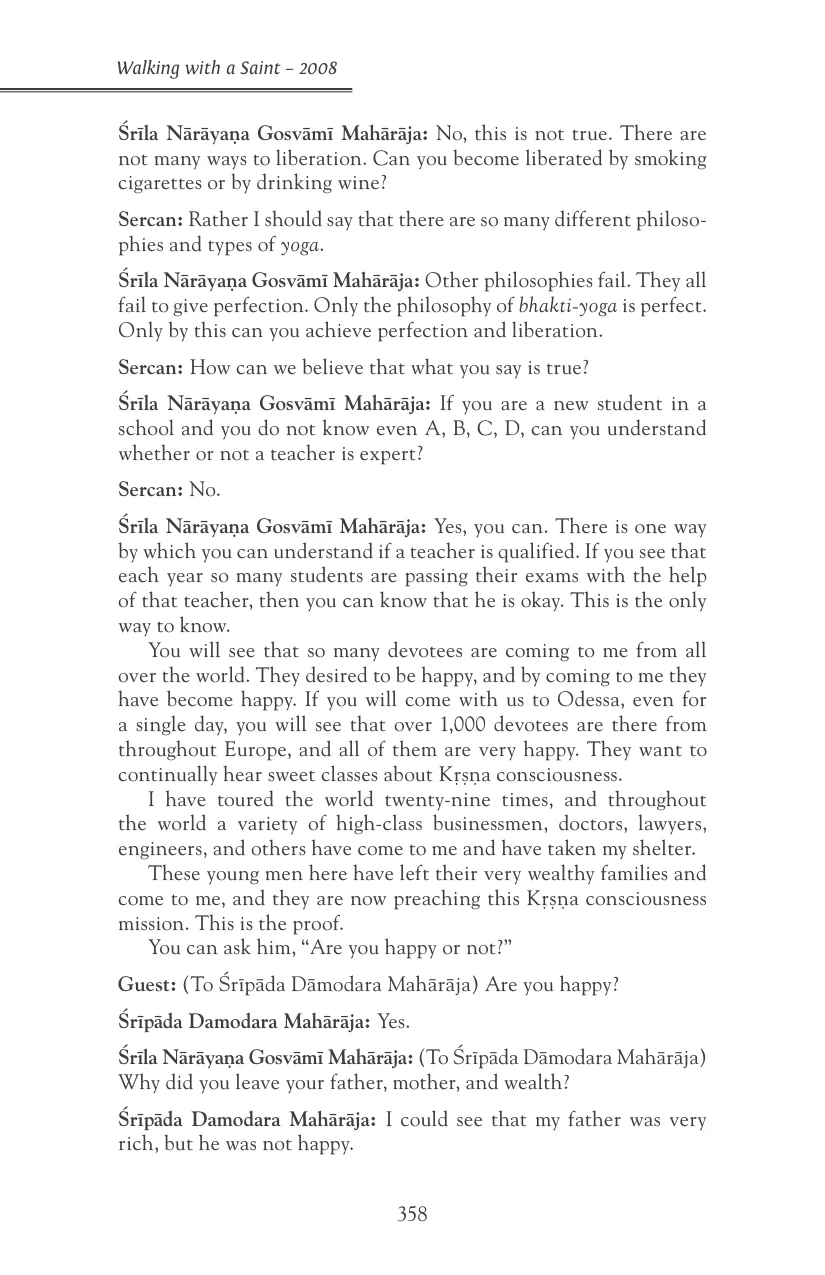 Walking with a Saint – 2008
Śrīla Nārāyaṇa Gosvāmī Mahārāja: No, this is not true. There are
not many ways to liberation. Can you become liberated by smoking
cigarettes or by drinking wine?
Sercan: Rather I should say that there are so many different philoso-
phies and types of yoga.
Śrīla Nārāyaṇa Gosvāmī Mahārāja: Other philosophies fail. They all
fail to give perfection. Only the philosophy of bhakti-yoga is perfect.
Only by this can you achieve perfection and liberation.
Sercan: How can we believe that what you say is true?
Śrīla Nārāyaṇa Gosvāmī Mahārāja: If you are a new student in a
school and you do not know even A, B, C, D, can you understand
whether or not a teacher is expert?
Sercan: No.
Śrīla Nārāyaṇa Gosvāmī Mahārāja: Yes, you can. There is one way
by which you can understand if a teacher is qualified. If you see that
each year so many students are passing their exams with the help
of that teacher, then you can know that he is okay. This is the only
way to know.
You will see that so many devotees are coming to me from all
over the world. They desired to be happy, and by coming to me they
have become happy. If you will come with us to Odessa, even for
a single day, you will see that over 1,000 devotees are there from
throughout Europe, and all of them are very happy. They want to
continually hear sweet classes about Kṛṣṇa consciousness.
I have toured the world twenty-nine times, and throughout
the world a variety of high-class businessmen, doctors, lawyers,
engineers, and others have come to me and have taken my shelter.
These young men here have left their very wealthy families and
come to me, and they are now preaching this Kṛṣṇa consciousness
mission. This is the proof.
You can ask him, “Are you happy or not?”
Guest: (To Śrīpāda Dāmodara Mahārāja) Are you happy?
Śrīpāda Damodara Mahārāja: Yes.
Śrīla Nārāyaṇa Gosvāmī Mahārāja: (To Śrīpāda Dāmodara Mahārāja)
Why did you leave your father, mother, and wealth?
Śrīpāda Damodara Mahārāja: I could see that my father was very
rich, but he was not happy.
358